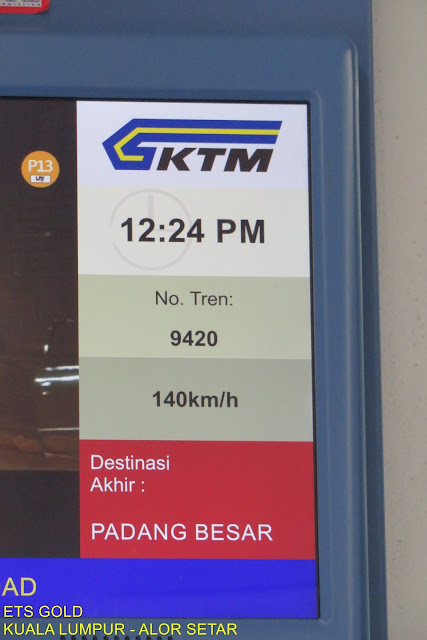 P13
KTM
12:24 PM
No. Tren:
9420
140km/h
Destinasi
Akhir :
PADANG BESAR
AD
ETS GOLD
KUALA LUMPUR - ALOR SETAR